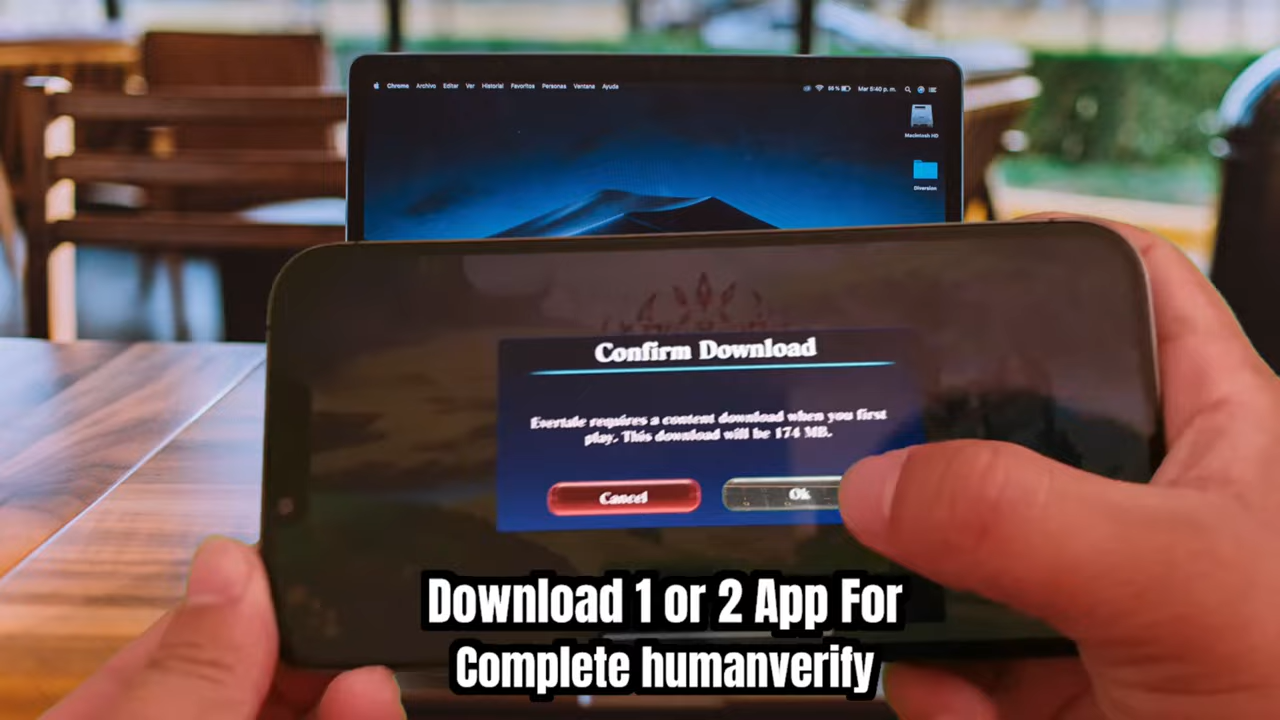 Chrome Archivo Editar Ver Historial Favoritos Personas Ventana Ayuda
Mar 5:40 p. m.
Macintosh HD
Diversion
Confirm Download
Evertale requires a content download when you first
play. This download will be 174 MB.
Cancel
Ok
Download 1 or 2 App For
Complete humanverify